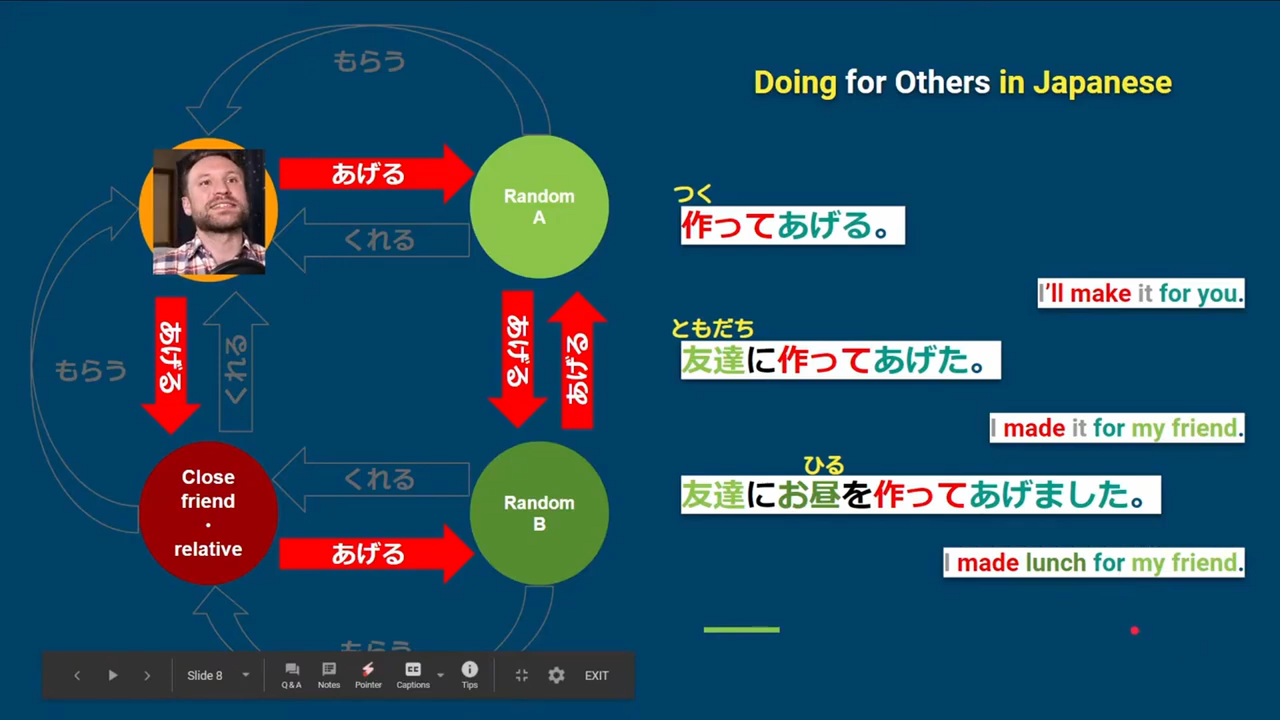 もらう
Doing for Others in Japanese
あげる
Random
A
くれる
つく
作ってあげる。
I'll make it for you.
あげる
くれる
あげる
あげる
もらう
ともだち
友達に作ってあげた。
I made it for my friend.
Close
friend
・
relative
くれる
あげる
Random
B
ひる
友達にお昼を作ってあげました。
I made lunch for my friend.
もらう
Slide 8
Q & A
Notes
Pointer
CC
Captions
Tips
EXIT